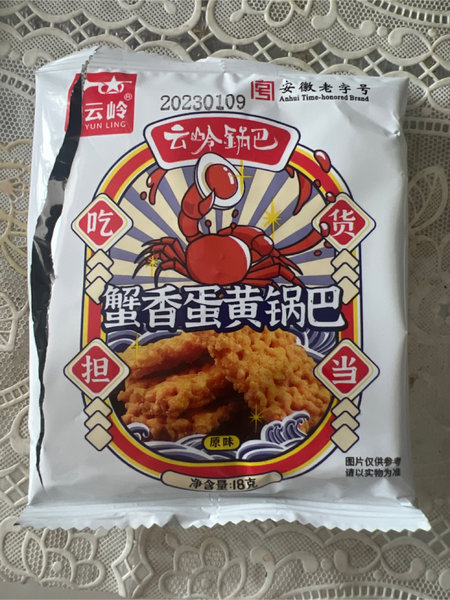 云岭®
YUN LING
20230109
安徽老字号
Anhui Time-honored Brand
云岭锅巴
吃货
蟹香蛋黄锅巴
担当
原味
图片仅供参考
请以实物为准
净含量:18克